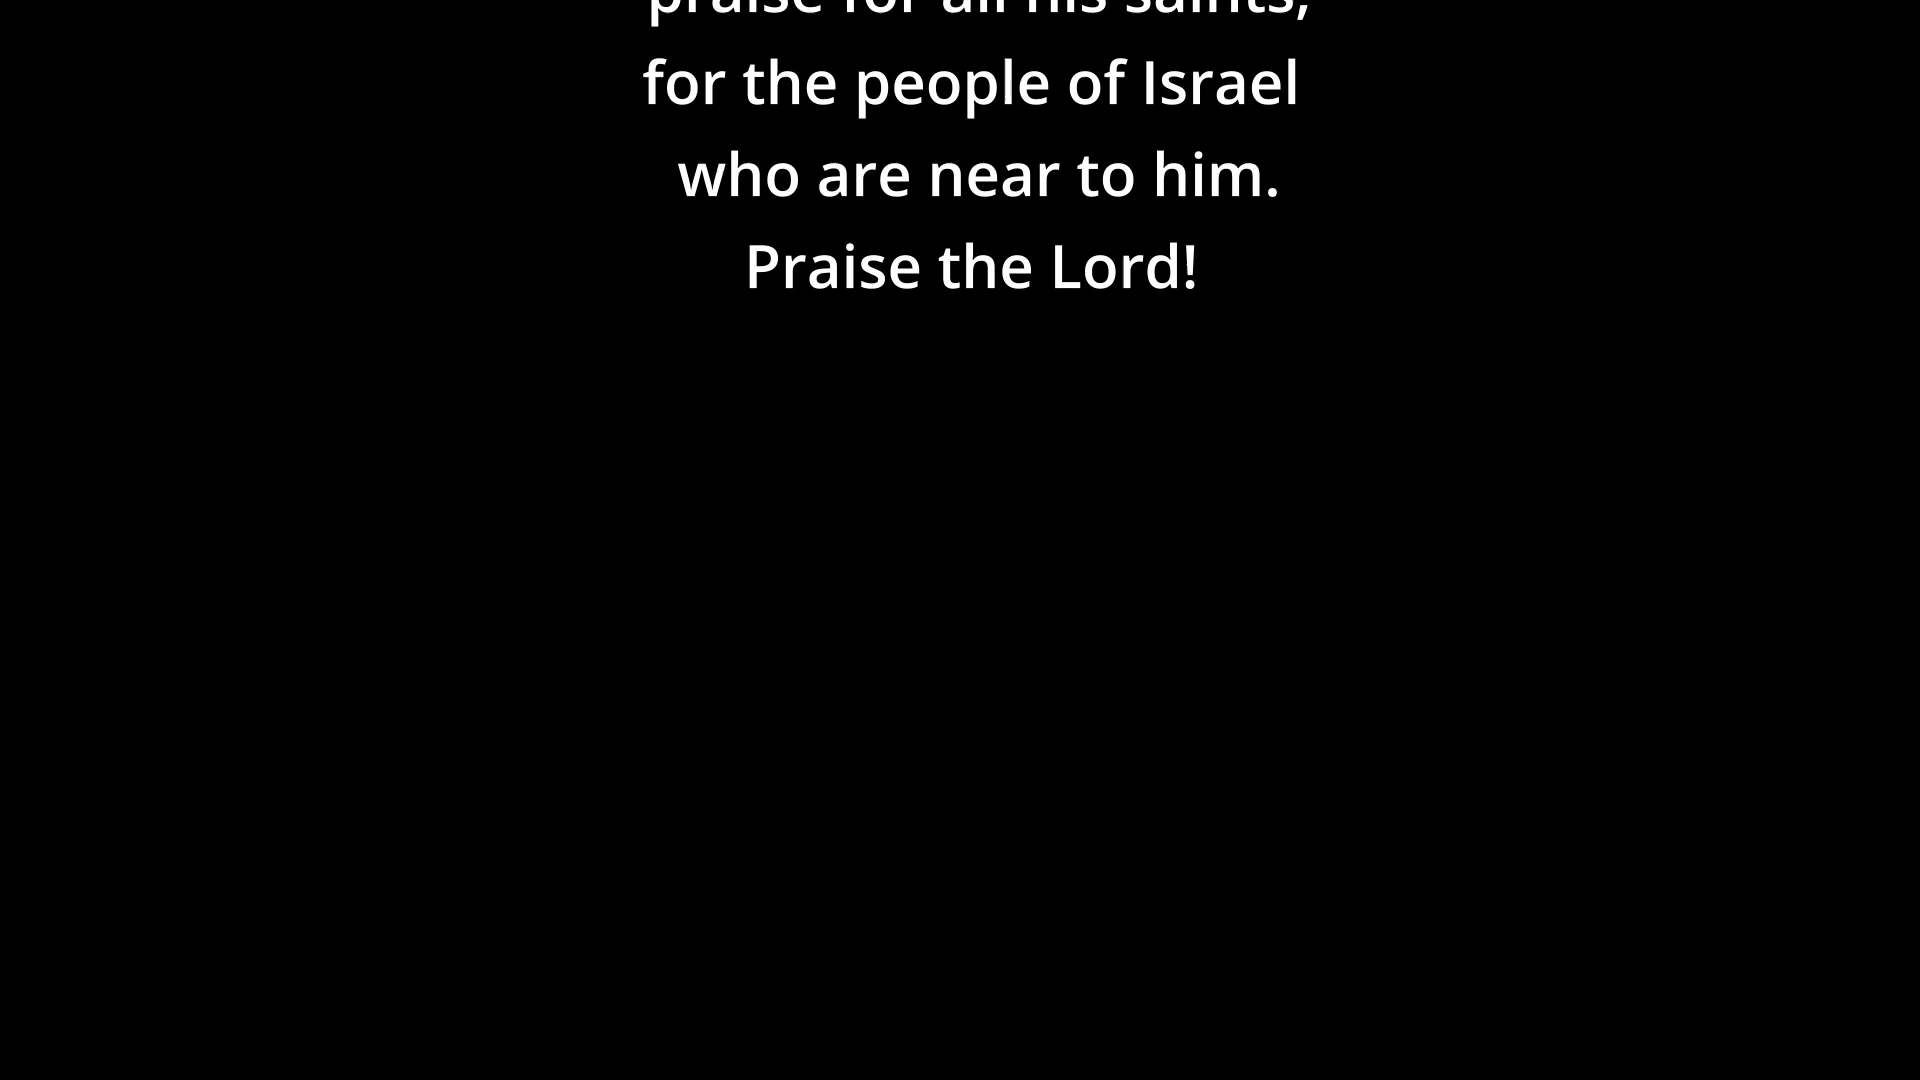 praise for all his saints,
for the people of Israel
who are near to him.
Praise the Lord!